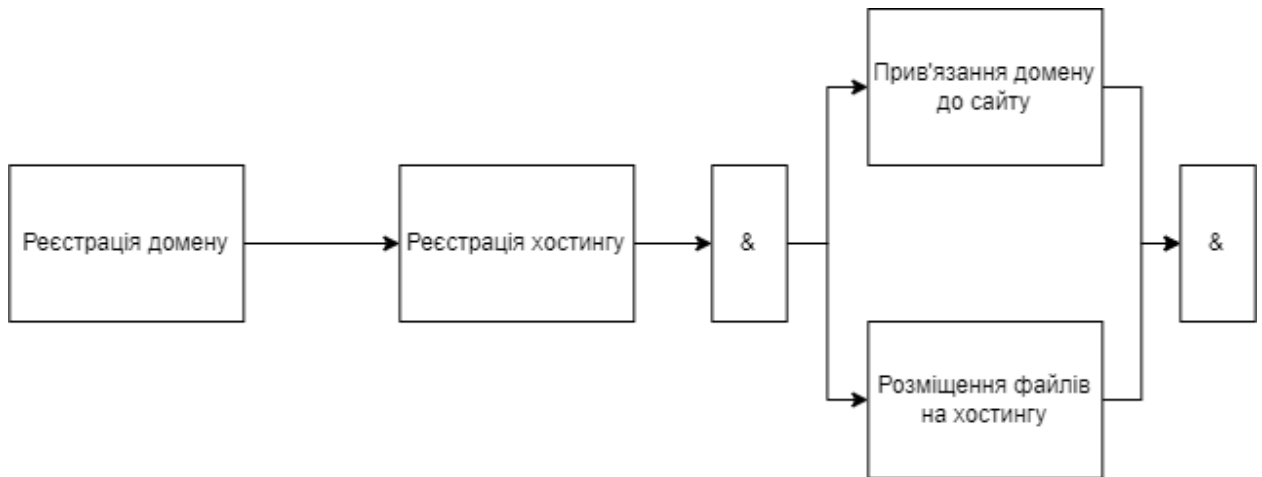 Реєстрація домену
Реєстрація хостингу
&
Прив'язання домену
до сайту
Розміщення файлів
на хостингу
&